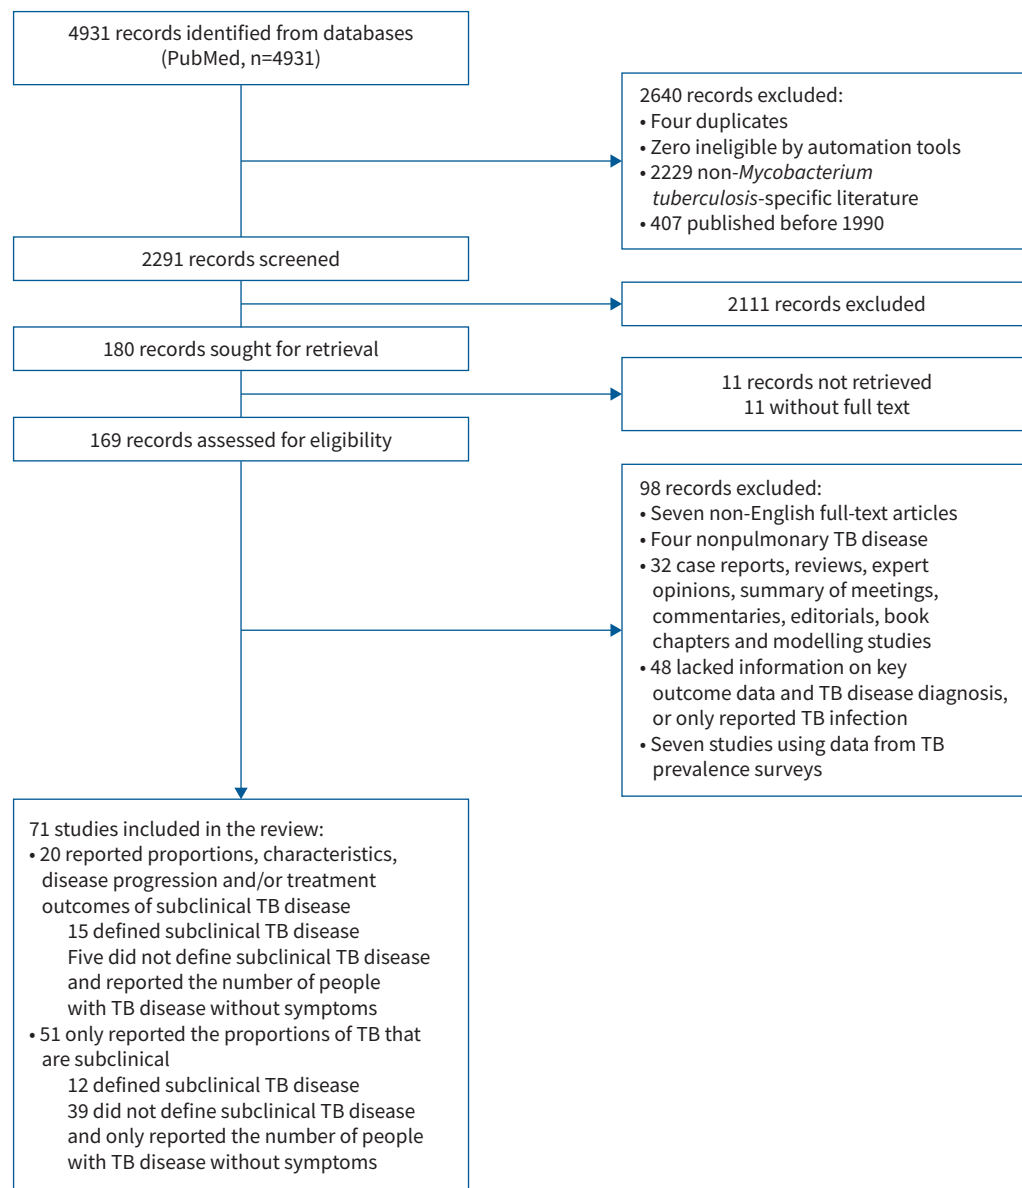 4931 records identified from databases
(PubMed, n=4931)
2640 records excluded:
• Four duplicates
• Zero ineligible by automation tools
• 2229 non-Mycobacterium
tuberculosis-specific literature
• 407 published before 1990
2291 records screened
2111 records excluded
180 records sought for retrieval
11 records not retrieved
11 without full text
169 records assessed for eligibility
98 records excluded:
• Seven non-English full-text articles
• Four nonpulmonary TB disease
• 32 case reports, reviews, expert
opinions, summary of meetings,
commentaries, editorials, book
chapters and modelling studies
• 48 lacked information on key
outcome data and TB disease diagnosis,
or only reported TB infection
• Seven studies using data from TB
prevalence surveys
71 studies included in the review:
• 20 reported proportions, characteristics,
disease progression and/or treatment
outcomes of subclinical TB disease
15 defined subclinical TB disease
Five did not define subclinical TB disease
and reported the number of people
with TB disease without symptoms
• 51 only reported the proportions of TB that
are subclinical
12 defined subclinical TB disease
39 did not define subclinical TB disease
and only reported the number of people
with TB disease without symptoms